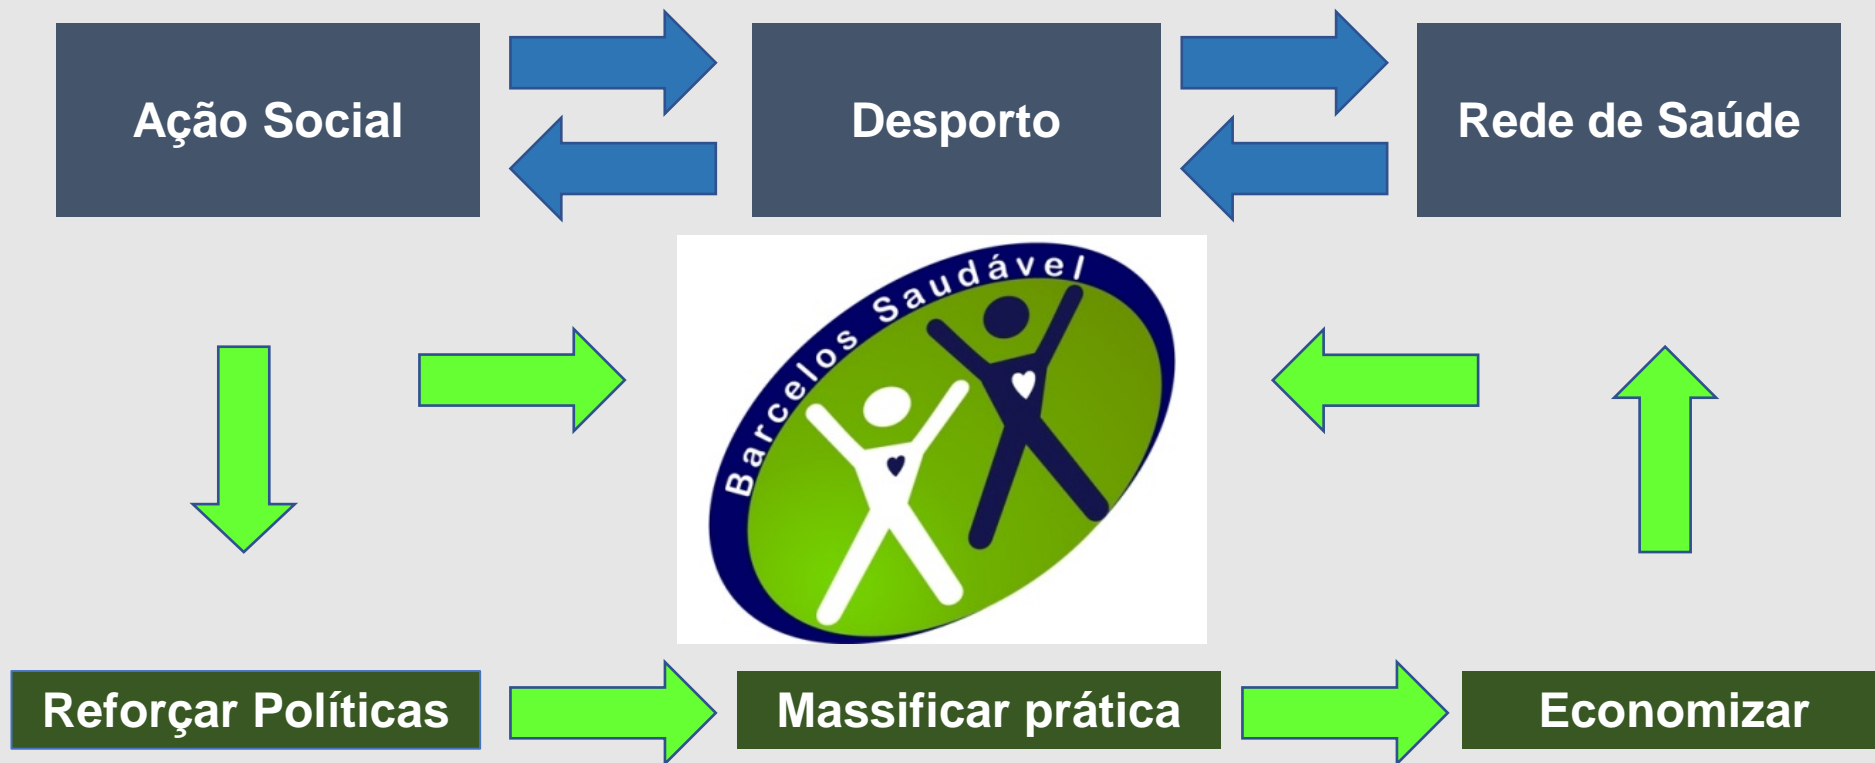 Ação Social
Desporto
Rede de Saúde
Barcelos Saudável
Reforçar Políticas
Massificar prática
Economizar